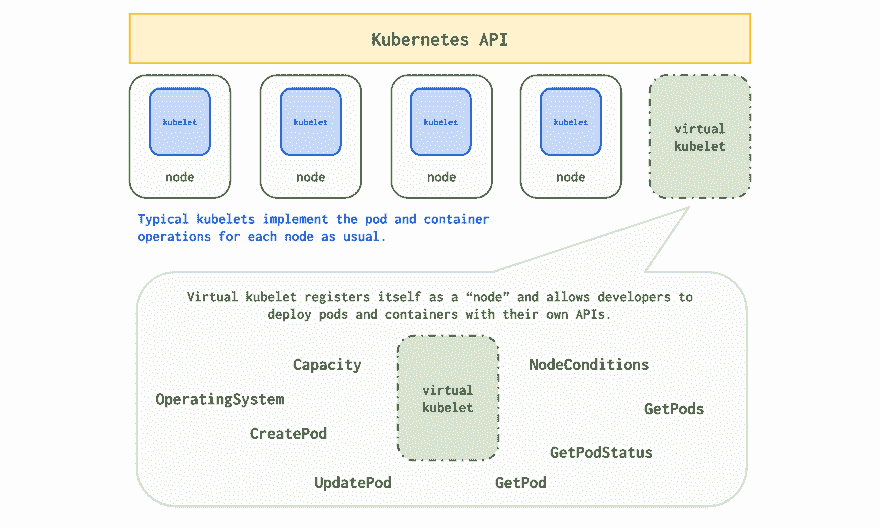 Kubernetes API
kubelet
kubelet
kubelet
kubelet
virtual
kubelet
node
node
node
node
Typical kubelets implement the pod and container
operations for each node as usual.
Virtual kubelet registers itself as a “node” and allows developers to
deploy pods and containers with their own APIs.
Capacity
NodeConditions
virtual
kubelet
OperatingSystem
GetPods
CreatePod
GetPodStatus
UpdatePod
GetPod